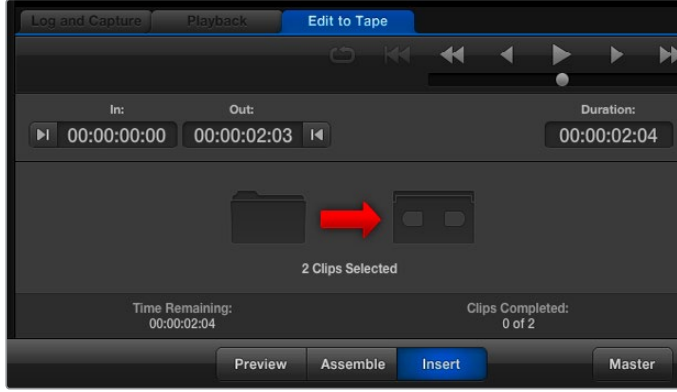 Log and Capture Playback Edit to Tape
In: Out: Duration:
00:00:00:00 00:00:02:03 00:00:02:04
2 Clips Selected
Time Remaining: Clips Completed:
00:00:02:04 0 of 2
Preview Assemble Insert Master